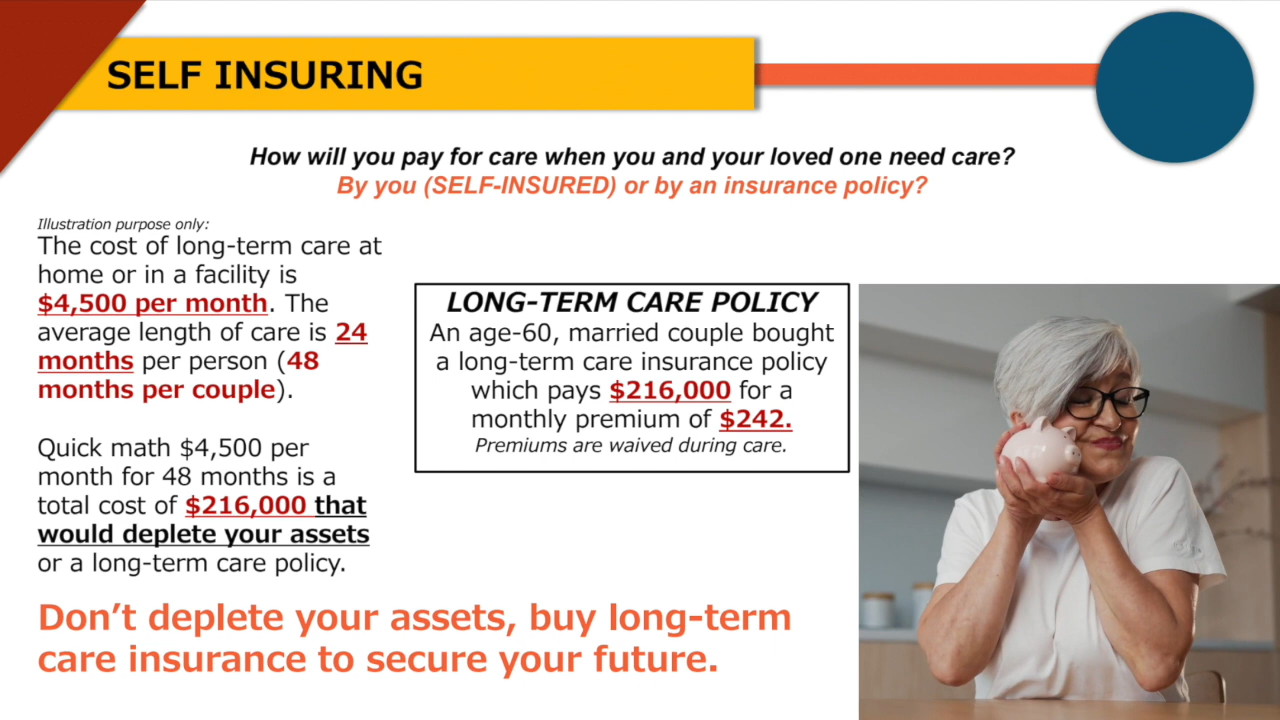 SELF INSURING
How will you pay for care when you and your loved one need care?
By you (SELF-INSURED) or by an insurance policy?
Illustration purpose only:
The cost of long-term care at
home or in a facility is
$4,500 per month. The
average length of care is 24
months per person (48
months per couple).
Quick math $4,500 per
month for 48 months is a
total cost of $216,000 that
would deplete your assets
or a long-term care policy.
LONG-TERM CARE POLICY
An age-60, married couple bought
a long-term care insurance policy
which pays $216,000 for a
monthly premium of $242.
Premiums are waived during care.
Don’t deplete your assets, buy long-term
care insurance to secure your future.